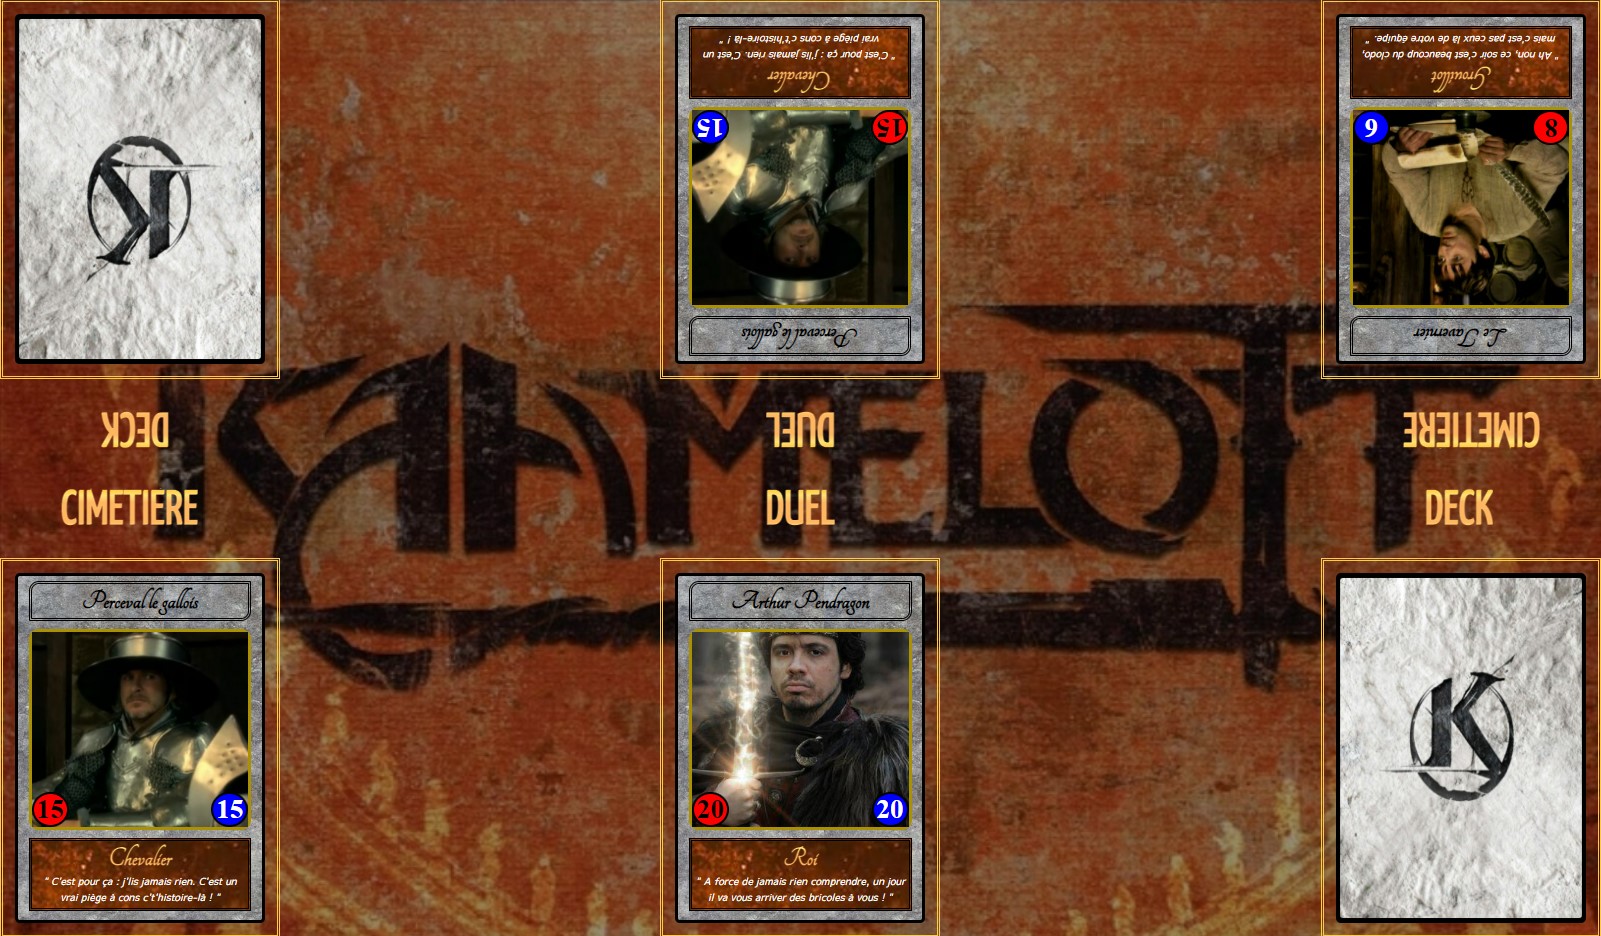 Perceval le gallois
15
15
Chevalier
" C'est pour ça : j'lis jamais rien. C'est un
vrai piège à cons c't'histoire-là ! "
Le Tavernier
8
9
Grouillot
" Ah non, ce soir c'est beaucoup du clodo,
mais c'est pas ceux là de votre équipe. "
DECK
DUEL
CIMETIERE
KAAMELOTT
CIMETIERE
DUEL
DECK
Perceval le gallois
15
15
Chevalier
" C'est pour ça : j'lis jamais rien. C'est un
vrai piège à cons c't'histoire-là ! "
Arthur Pendragon
20
20
Roi
" A force de jamais rien comprendre, un jour
il va vous arriver des bricoles à vous ! "
K
K